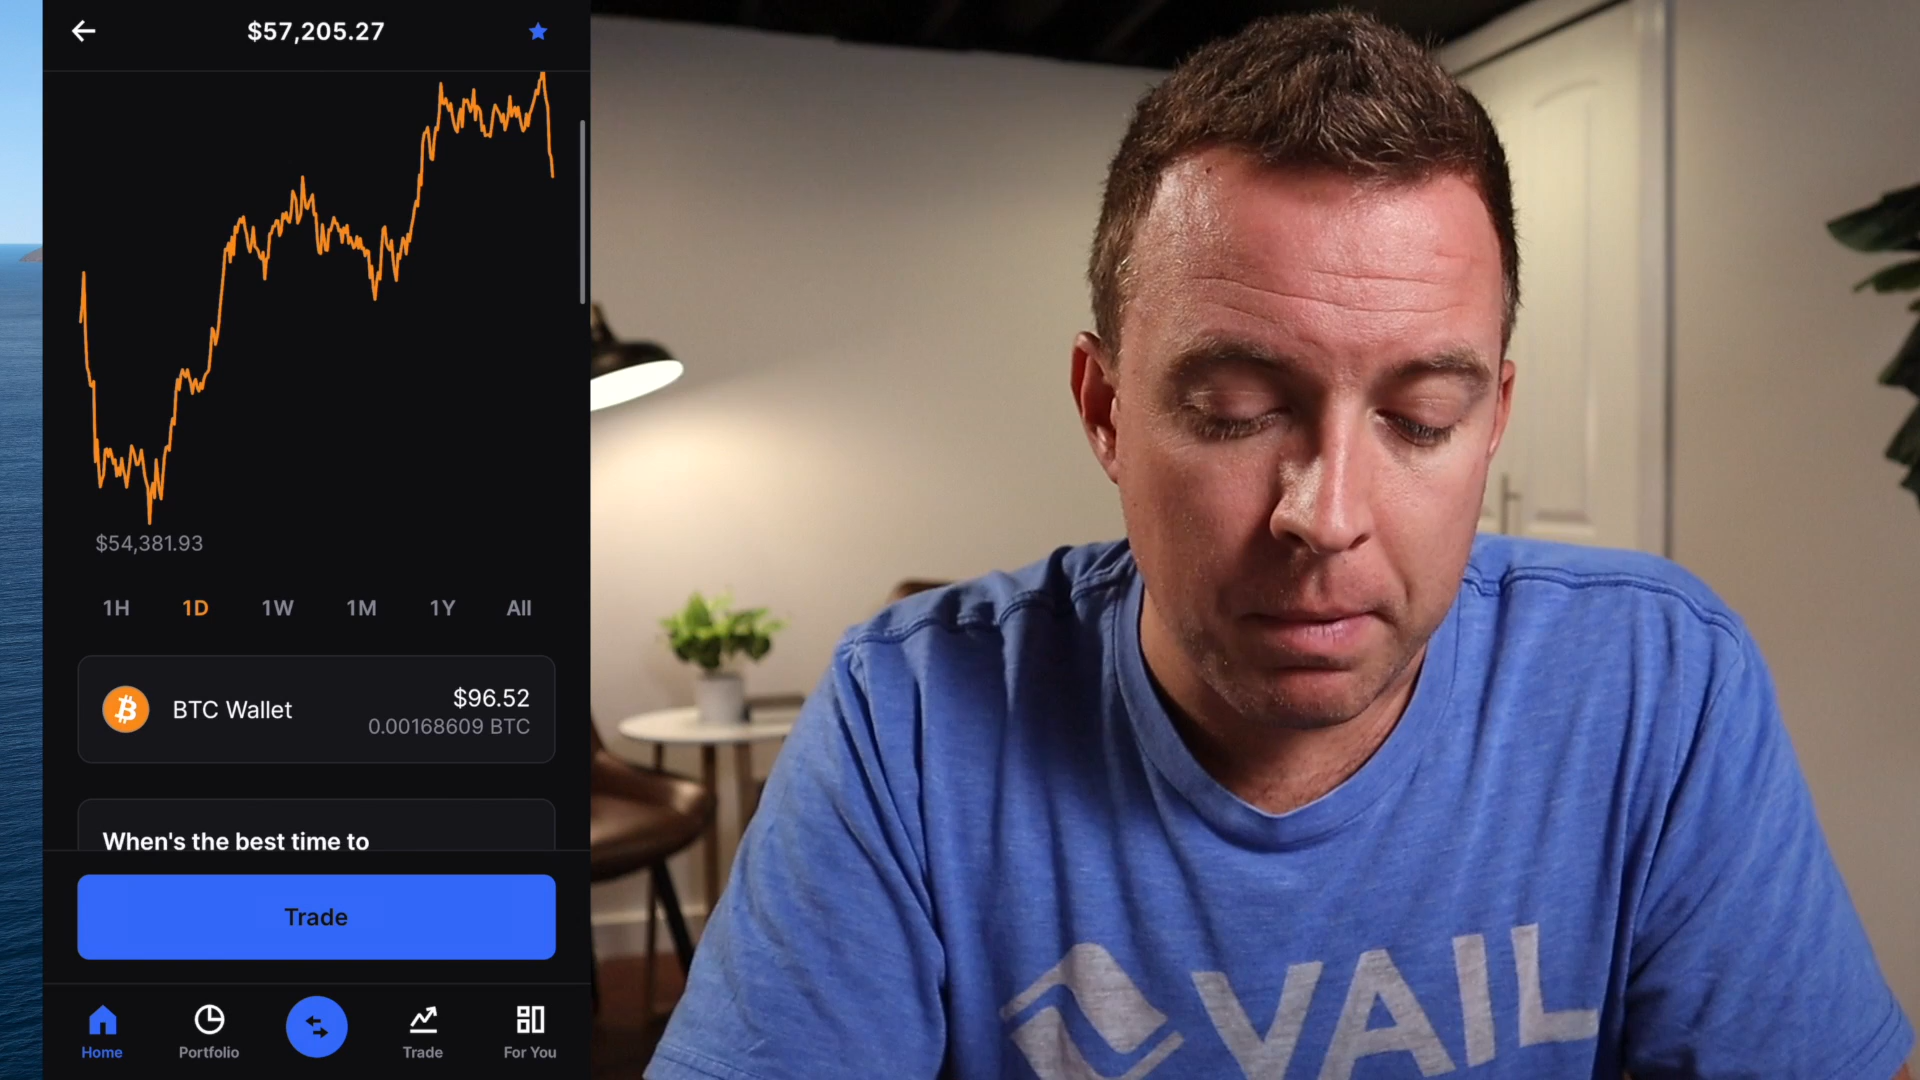 $57,205.27
$54,381.93
1H 1D 1W 1M 1Y All
BTC Wallet
$96.52
0.00168609 BTC
When's the best time to
Trade
Home Portfolio Trade For You
VAIL